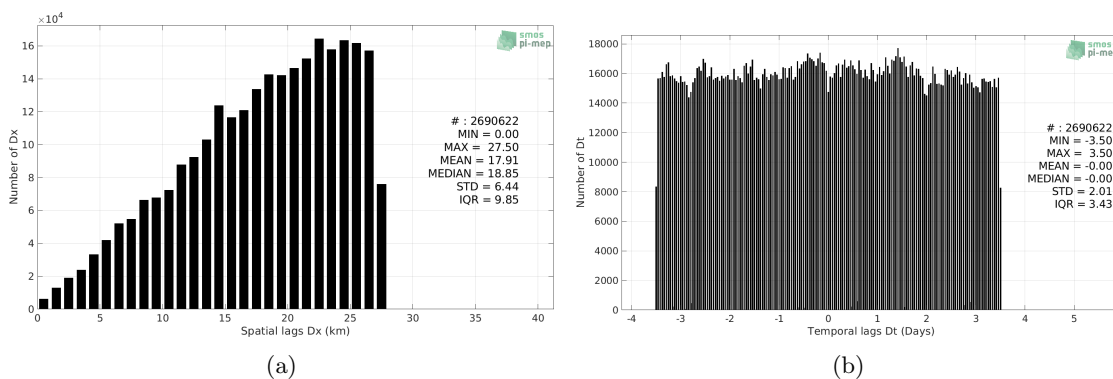 ×10⁴
16
14
12
10
8
6
4
2
0
Number of Dx
0 5 10 15 20 25 30 35 40
Spatial lags Dx (km)
smos
pi-mep
# : 2690622
MIN = 0.00
MAX = 27.50
MEAN = 17.91
MEDIAN = 18.85
STD = 6.44
IQR = 9.85
(a)
18000
16000
14000
12000
10000
8000
6000
4000
2000
0
Number of Dt
-4 -3 -2 -1 0 1 2 3 4 5
Temporal lags Dt (Days)
smos
pi-me
# : 2690622
MIN = -3.50
MAX = 3.50
MEAN = -0.00
MEDIAN = -0.00
STD = 2.01
IQR = 3.43
(b)